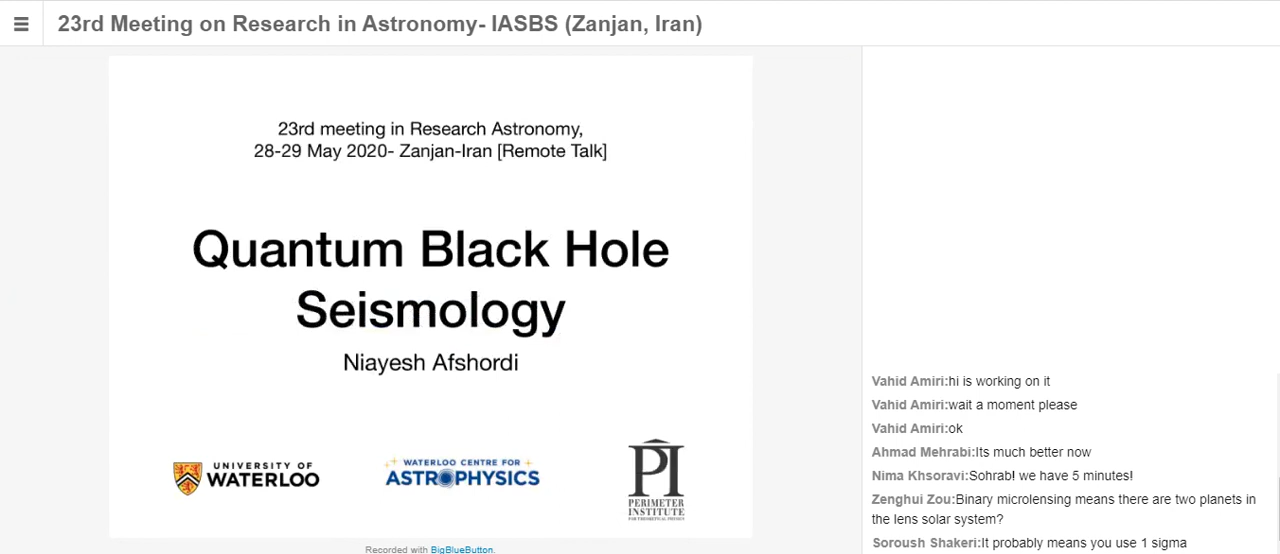 23rd Meeting on Research in Astronomy- IASBS (Zanjan, Iran)
23rd meeting in Research Astronomy,
28-29 May 2020- Zanjan-Iran [Remote Talk]
Quantum Black Hole
Seismology
Niayesh Afshordi
UNIVERSITY OF
WATERLOO
WATERLOO CENTRE FOR
ASTROPHYSICS
PI
PERIMETER
INSTITUTE
FOR THEORETICAL PHYSICS
Recorded with BigBlueButton.
Vahid Amiri:hi is working on it
Vahid Amiri:wait a moment please
Vahid Amiri:ok
Ahmad Mehrabi:Its much better now
Nima Khsoravi:Sohrab! we have 5 minutes!
Zenghui Zou:Binary microlensing means there are two planets in
the lens solar system?
Soroush Shakeri:It probably means you use 1 sigma